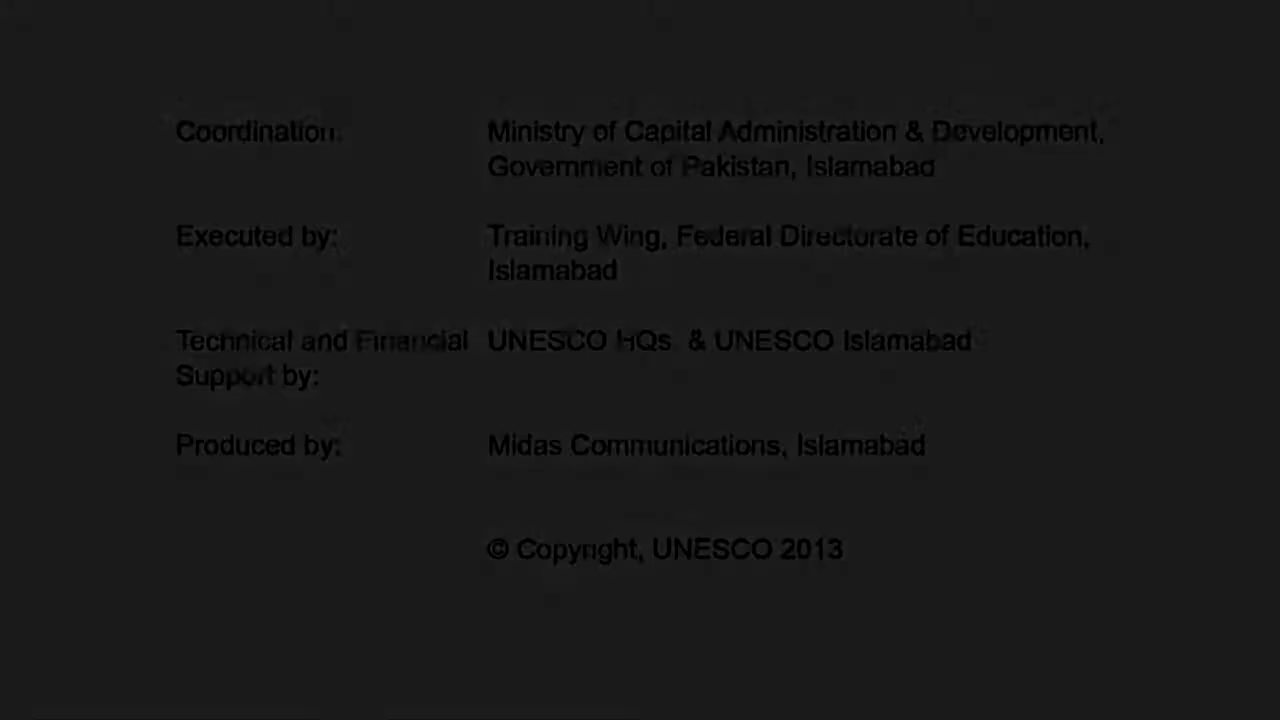 Coordination:
Ministry of Capital Administration & Development,
Government of Pakistan, Islamabad
Executed by:
Training Wing, Federal Directorate of Education,
Islamabad
Technical and Financial
Support by:
UNESCO HQs. & UNESCO Islamabad
Produced by:
Midas Communications, Islamabad
© Copyright, UNESCO 2013